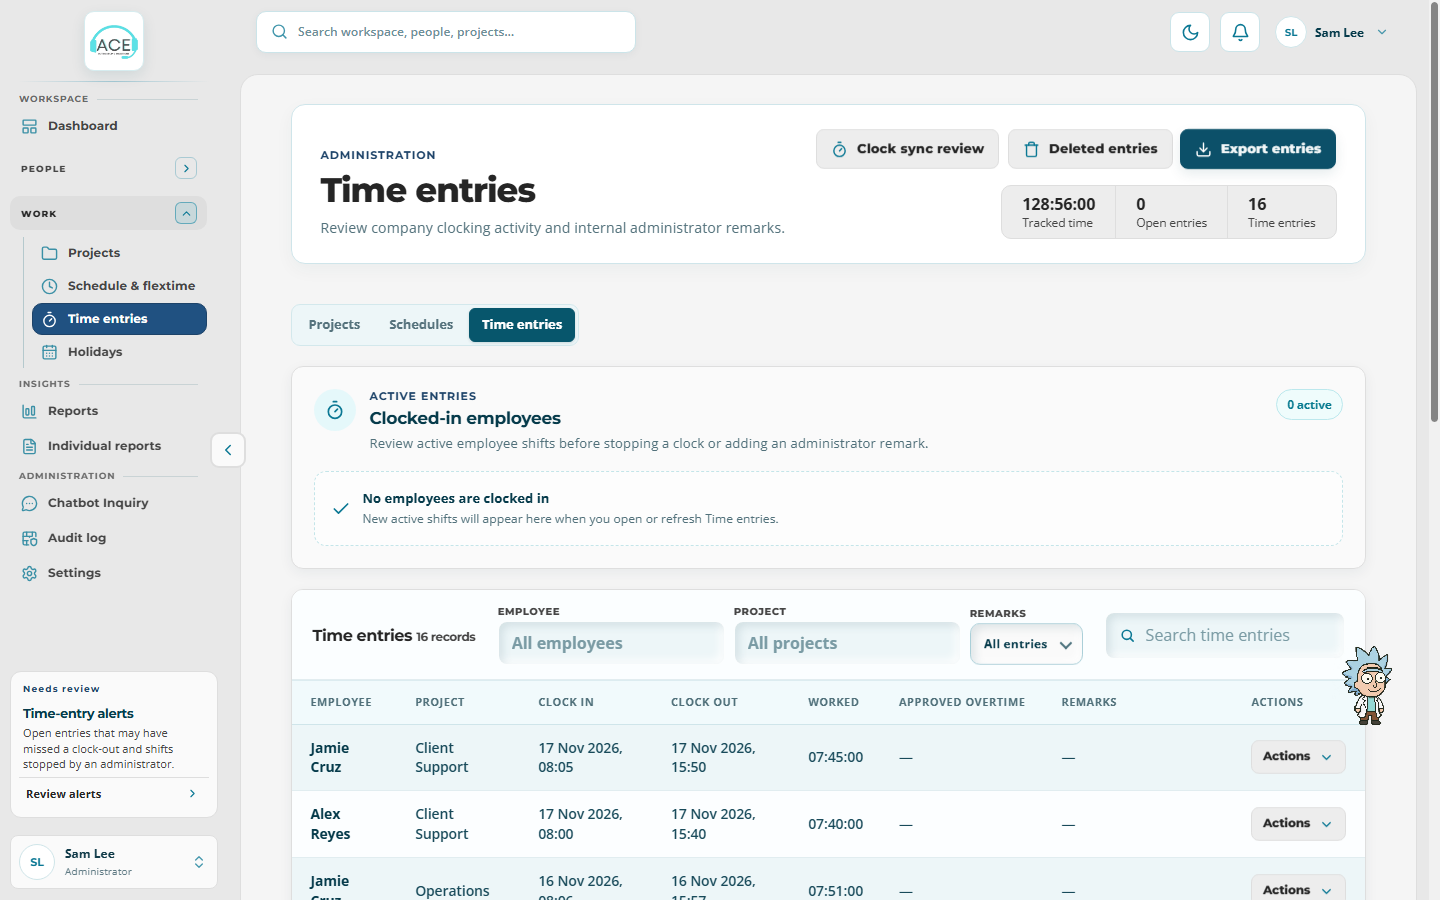 ACE
Search workspace, people, projects...
SL
Sam Lee
WORKSPACE
Dashboard
PEOPLE
WORK
Projects
Schedule & flextime
Time entries
Holidays
INSIGHTS
Reports
Individual reports
ADMINISTRATION
Chatbot Inquiry
Audit log
Settings
Needs review
Time-entry alerts
Open entries that may have
missed a clock-out and shifts
stopped by an administrator.
Review alerts
SL
Sam Lee
Administrator
ADMINISTRATION
Time entries
Review company clocking activity and internal administrator remarks.
Clock sync review
Deleted entries
Export entries
128:56:00
Tracked time
0
Open entries
16
Time entries
Projects
Schedules
Time entries
ACTIVE ENTRIES
Clocked-in employees
Review active employee shifts before stopping a clock or adding an administrator remark.
0 active
No employees are clocked in
New active shifts will appear here when you open or refresh Time entries.
Time entries 16 records
EMPLOYEE
All employees
PROJECT
All projects
REMARKS
All entries
Search time entries
EMPLOYEE PROJECT CLOCK IN CLOCK OUT WORKED APPROVED OVERTIME REMARKS ACTIONS
Jamie Cruz Client Support 17 Nov 2026, 08:05 17 Nov 2026, 15:50 07:45:00 — — Actions
Alex Reyes Client Support 17 Nov 2026, 08:00 17 Nov 2026, 15:40 07:40:00 — — Actions
Jamie Cruz Operations 16 Nov 2026, 08:06 16 Nov 2026, 15:57 07:51:00 — — Actions